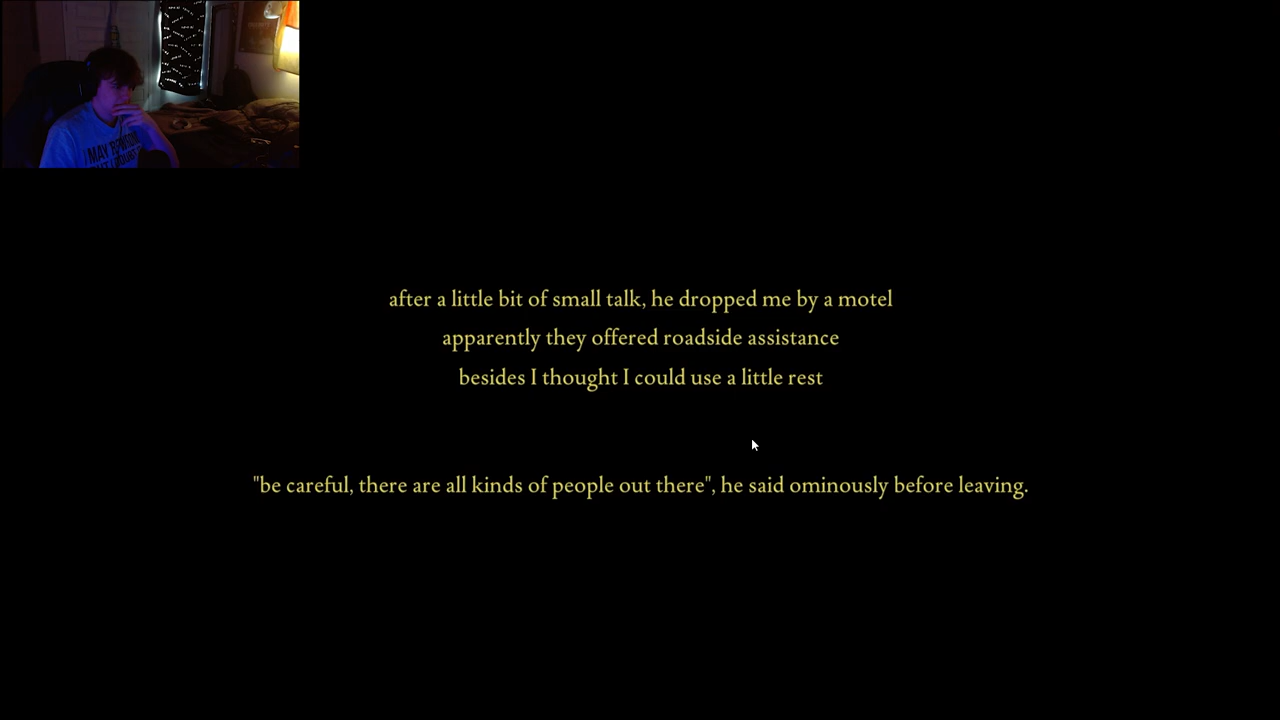 I MAY B
after a little bit of small talk, he dropped me by a motel
apparently they offered roadside assistance
besides I thought I could use a little rest
"be careful, there are all kinds of people out there", he said ominously before leaving.